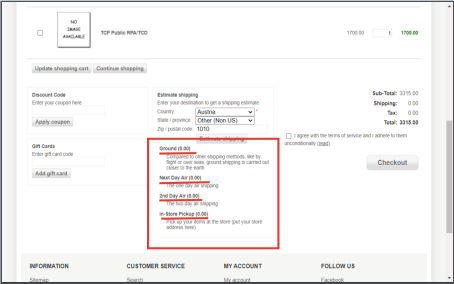 NO
IMAGE
AVAILABLE
TCP Public RPA/TCD
1700.00 1 1700.00
Update shopping cart Continue shopping
Discount Code
Enter your coupon here
Apply coupon
Gift Cards
Enter gift card code
Add gift card
Estimate shipping
Enter your destination to get a shipping estimate
Country Austria *
State / province Other (Non US)
Zip / postal code 1010
Estimate shipping
Ground (0.00)
Compared to other shipping methods, like by
flight or over seas, ground shipping is carried out
closer to the earth
Next Day Air (0.00)
The one day air shipping
2nd Day Air (0.00)
The two day air shipping
In-Store Pickup (0.00)
Pick up your items at the store (put your store
address here)
Sub-Total: 3315.00
Shipping: 0.00
Tax: 0.00
Total: 3315.00
I agree with the terms of service and I adhere to them
unconditionally (read)
Checkout
INFORMATION CUSTOMER SERVICE MY ACCOUNT FOLLOW US
Sitemap Search My account Facebook